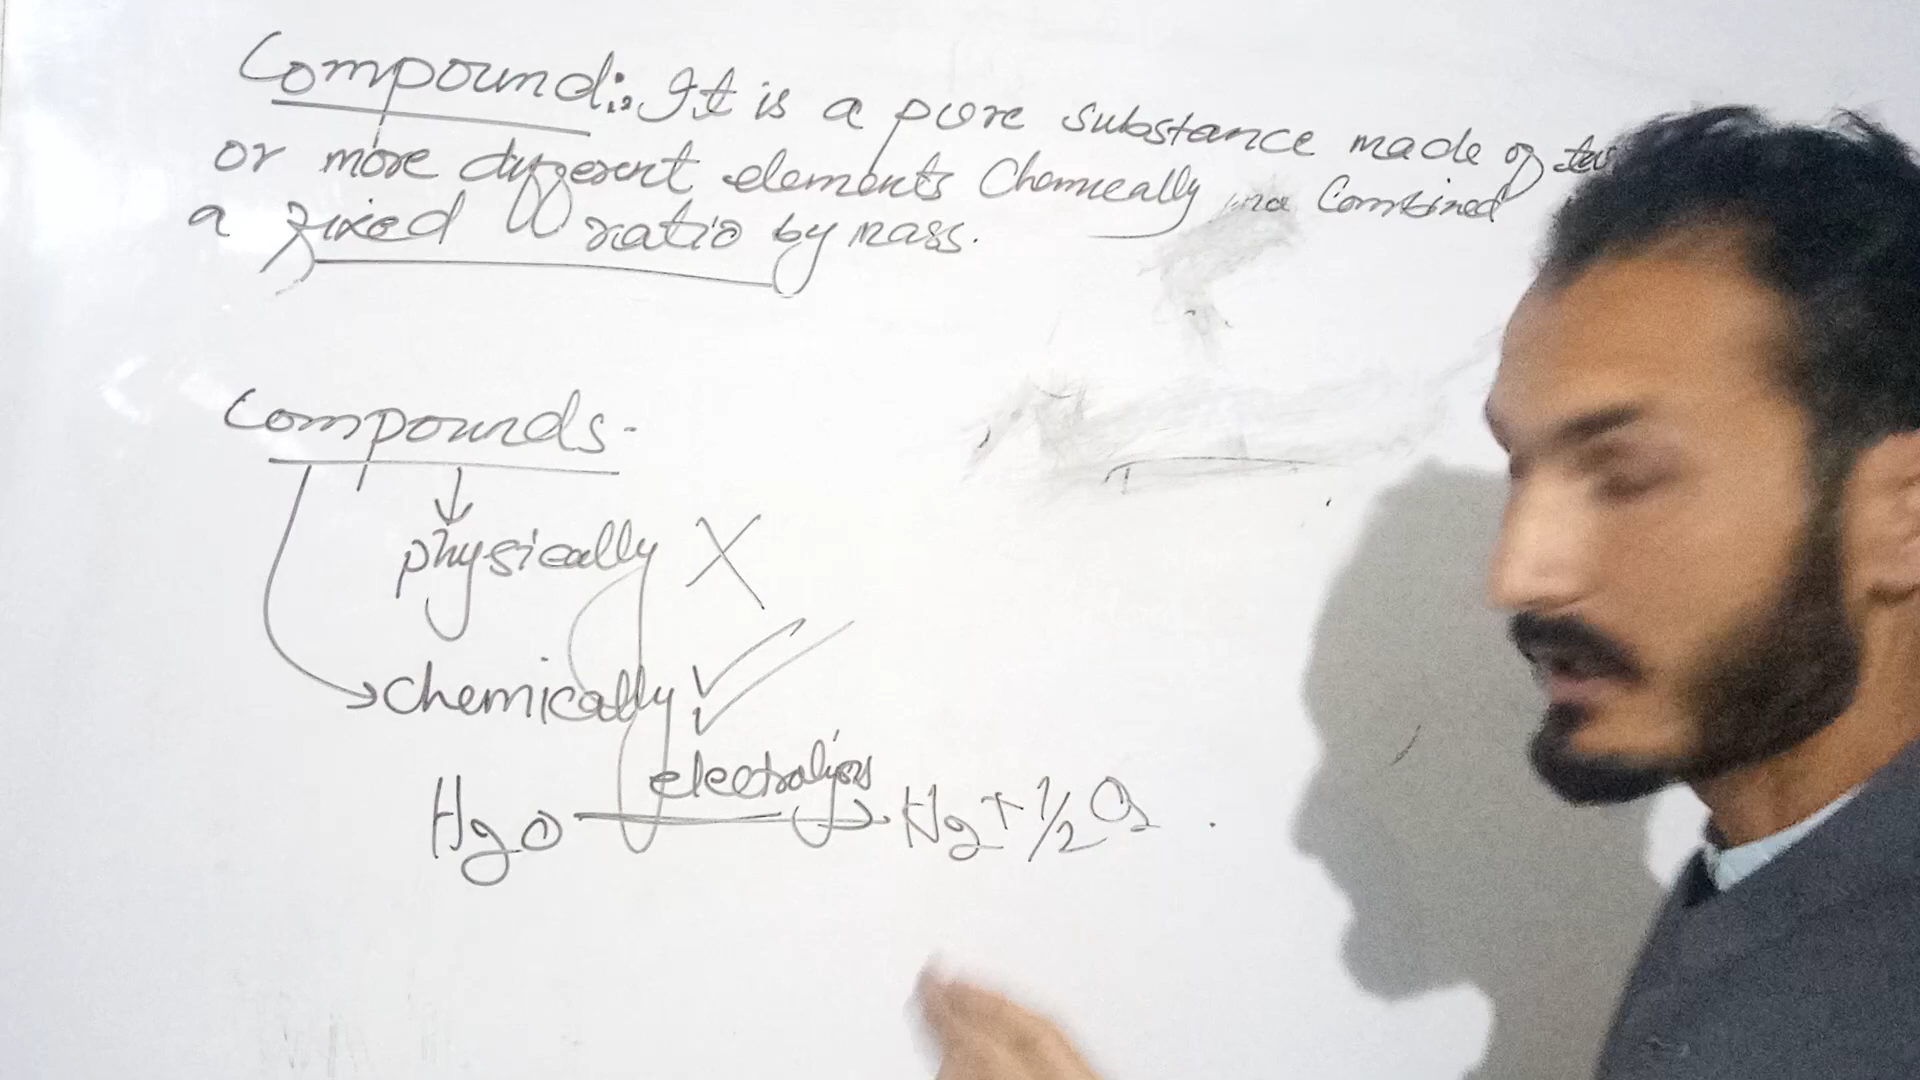 Compound:. It is a pure substance made of
or more different elements Chemically Combined
a fixed ratio by mass.
Compounds.
physically X
chemically ✓
electrolysis
HgO → Hg + 1/2 O2